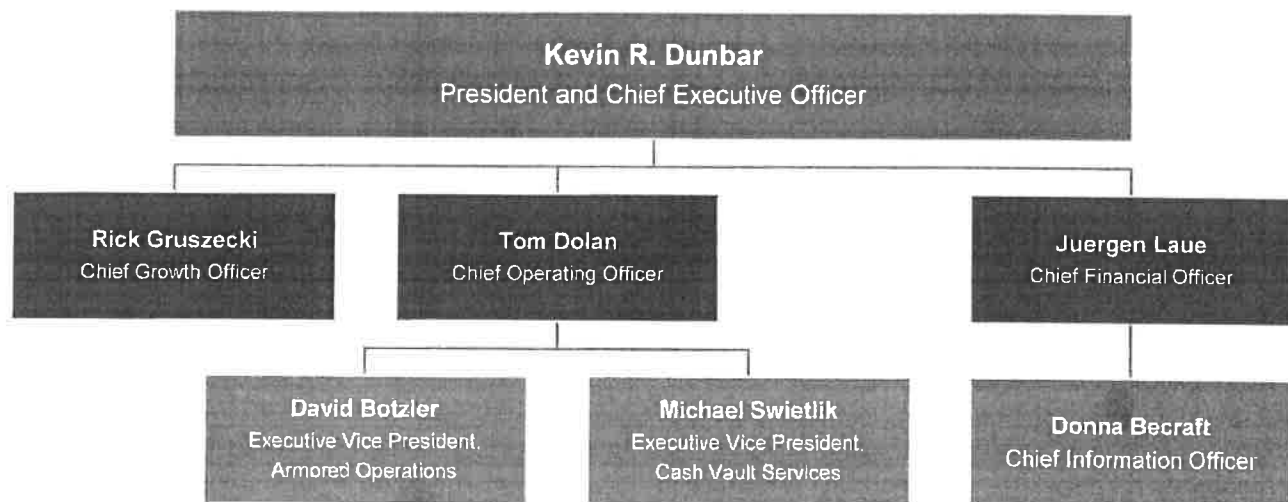 Kevin R. Dunbar
President and Chief Executive Officer
Rick Gruszecki
Chief Growth Officer
Tom Dolan
Chief Operating Officer
Juergen Laue
Chief Financial Officer
David Botzler
Executive Vice President,
Armored Operations
Michael Swietlik
Executive Vice President,
Cash Vault Services
Donna Becraft
Chief Information Officer